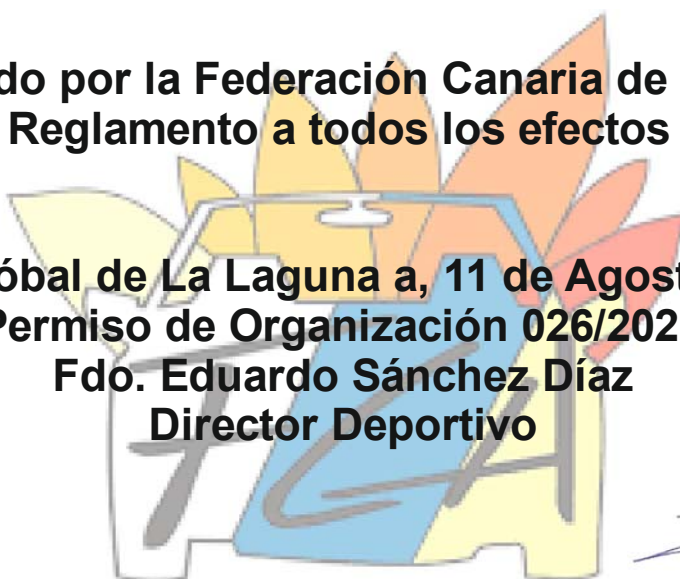 do por la Federación Canaria de
Reglamento a todos los efectos
óbal de La Laguna a, 11 de Agost
Permiso de Organización 026/202
Fdo. Eduardo Sánchez Díaz
Director Deportivo
FCA